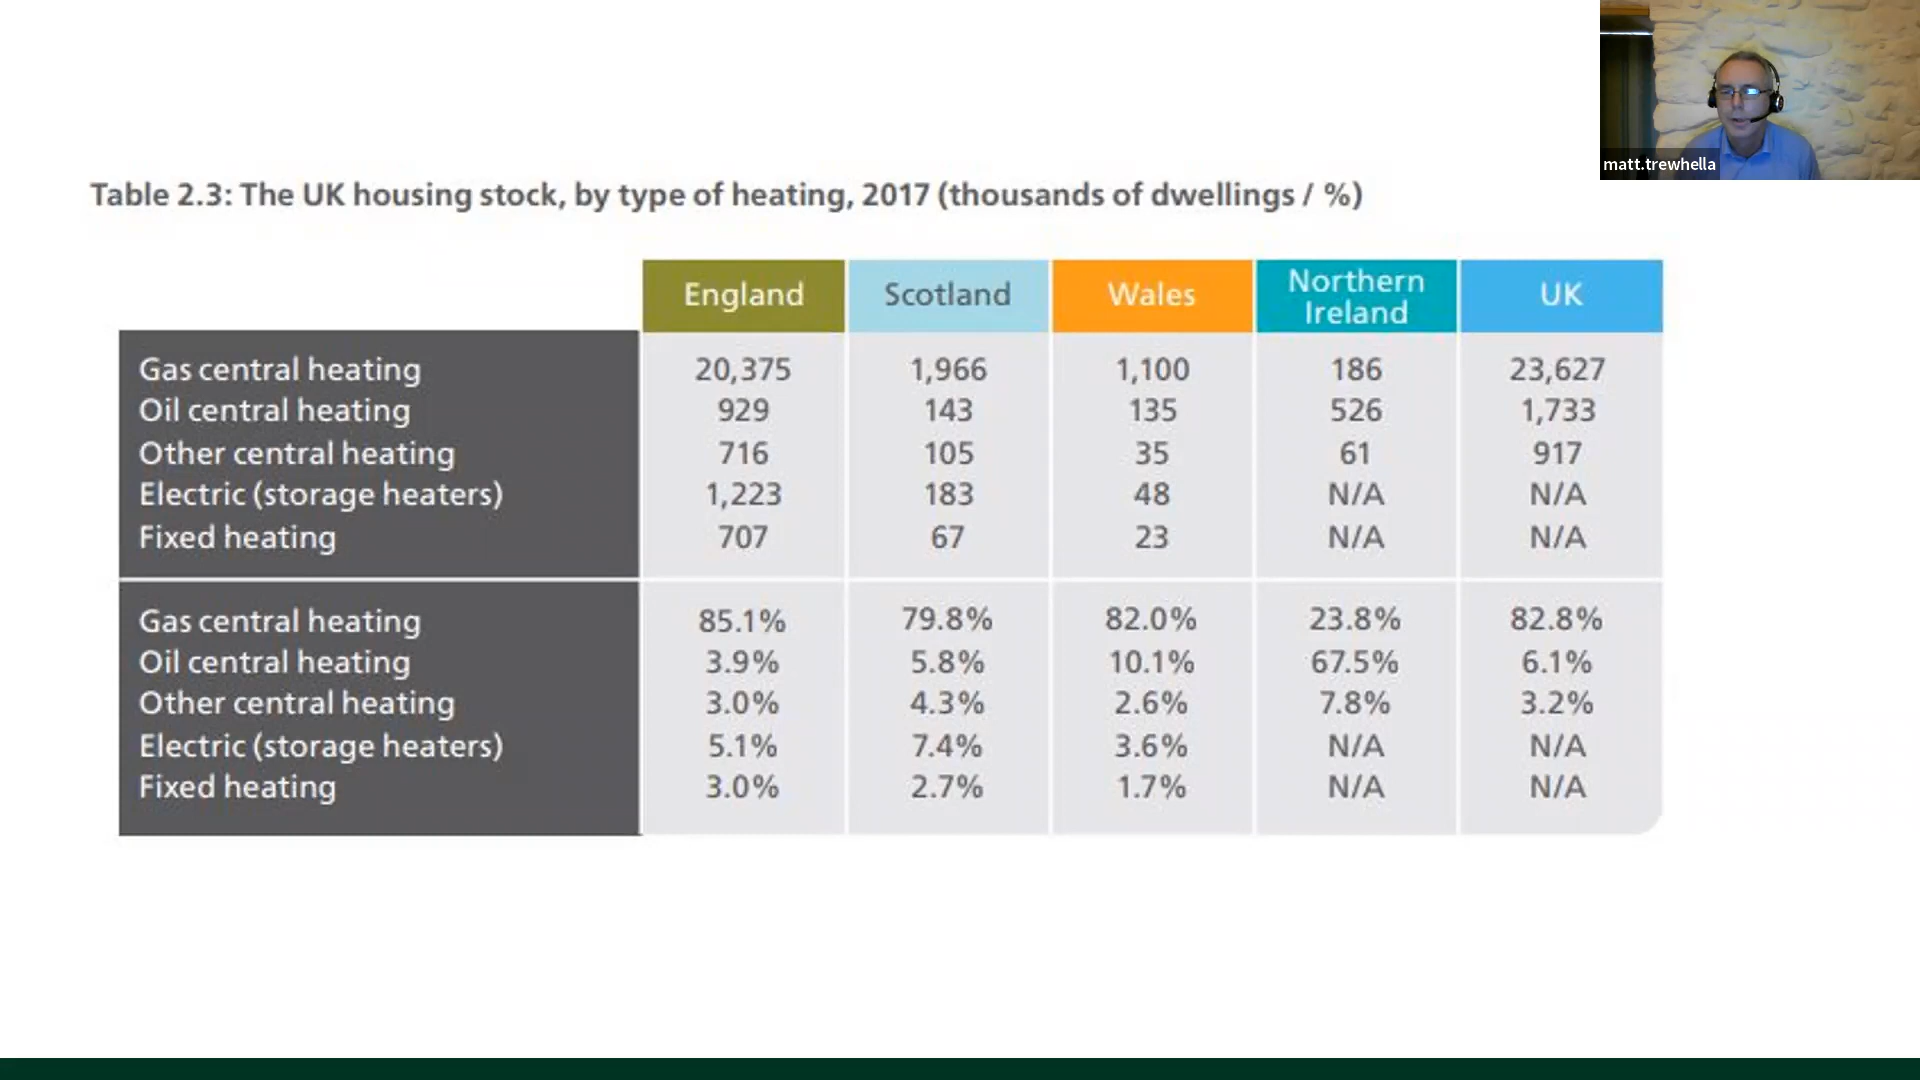 matt.trewhella
Table 2.3: The UK housing stock, by type of heating, 2017 (thousands of dwellings / %)
England Scotland Wales Northern Ireland UK
Gas central heating 20,375 1,966 1,100 186 23,627
Oil central heating 929 143 135 526 1,733
Other central heating 716 105 35 61 917
Electric (storage heaters) 1,223 183 48 N/A N/A
Fixed heating 707 67 23 N/A N/A
Gas central heating 85.1% 79.8% 82.0% 23.8% 82.8%
Oil central heating 3.9% 5.8% 10.1% 67.5% 6.1%
Other central heating 3.0% 4.3% 2.6% 7.8% 3.2%
Electric (storage heaters) 5.1% 7.4% 3.6% N/A N/A
Fixed heating 3.0% 2.7% 1.7% N/A N/A